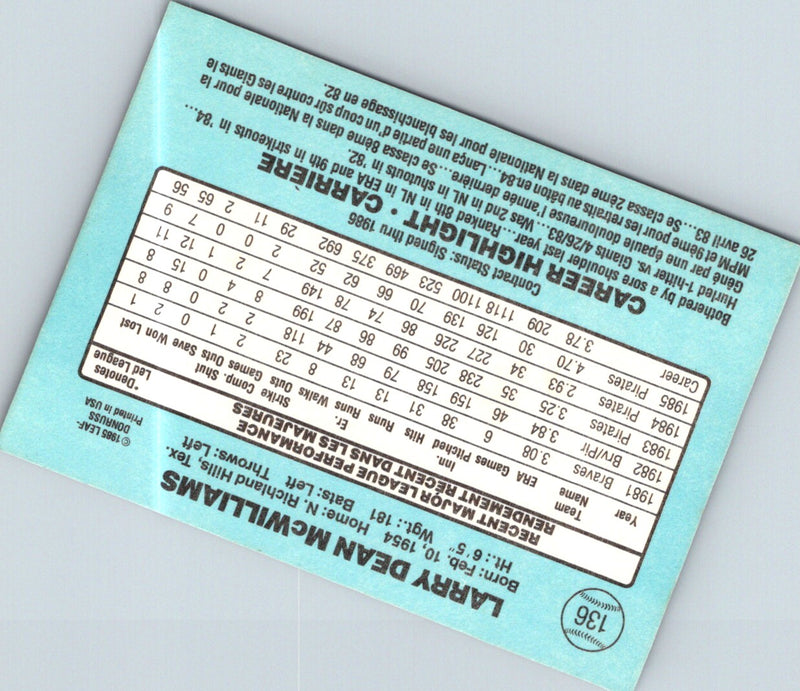 136
LARRY DEAN McWILLIAMS
Born: Feb. 10, 1954 Home: N. Richland Hills, Tex.
Ht.: 6'5" Wgt.: 181 Bats: Left Throws: Left
© 1985 LEAF-
DONRUSS
Printed in USA
RECENT MAJOR LEAGUE PERFORMANCE
RENDEMENT RECENT DANS LES MAJEURES
*Denotes
Led League
Team Inn. Er. Strike Comp. Shut
Year Name ERA Games Pitched Hits Runs Runs Walks Outs Games Outs Save Won Lost
1981 Braves 3.08 6 38 31 13 13 8 23 2 1 0 2 1
1982 Brv/Pir 3.84 46 159 158 79 68 44 118 2 2 1 8 8
1983 Pirates 3.25 35 238 205 99 86 87 199 8 4 0 15 8
1984 Pirates 2.93 34 227 226 86 74 78 149 7 2 1 12 11
1985 Pirates 4.70 30 126 139 70 66 62 52 2 0 0 7 9
Career 3.78 209 1118 1100 523 469 375 692 29 11 2 65 56
Contract Status: Signed thru 1986
CAREER HIGHLIGHT • CARRIÈRE
Bothered by a sore shoulder last year...Ranked 8th in NL in ERA and 9th in strikeouts in '84...
Hurled 1-hitter vs. Giants 4/26/83...Was 2nd in NL in shutouts in '82.
Gêné par une épaule douloureuse l'année dernière...Se classa 8ème dans la Nationale pour la
MPM et 9ème pour les retraits au bâton en 84...Lança une partie d'un coup sûr contre les Giants le
26 avril 83...Se classa 2ème dans la Nationale pour les blanchissage en 82.